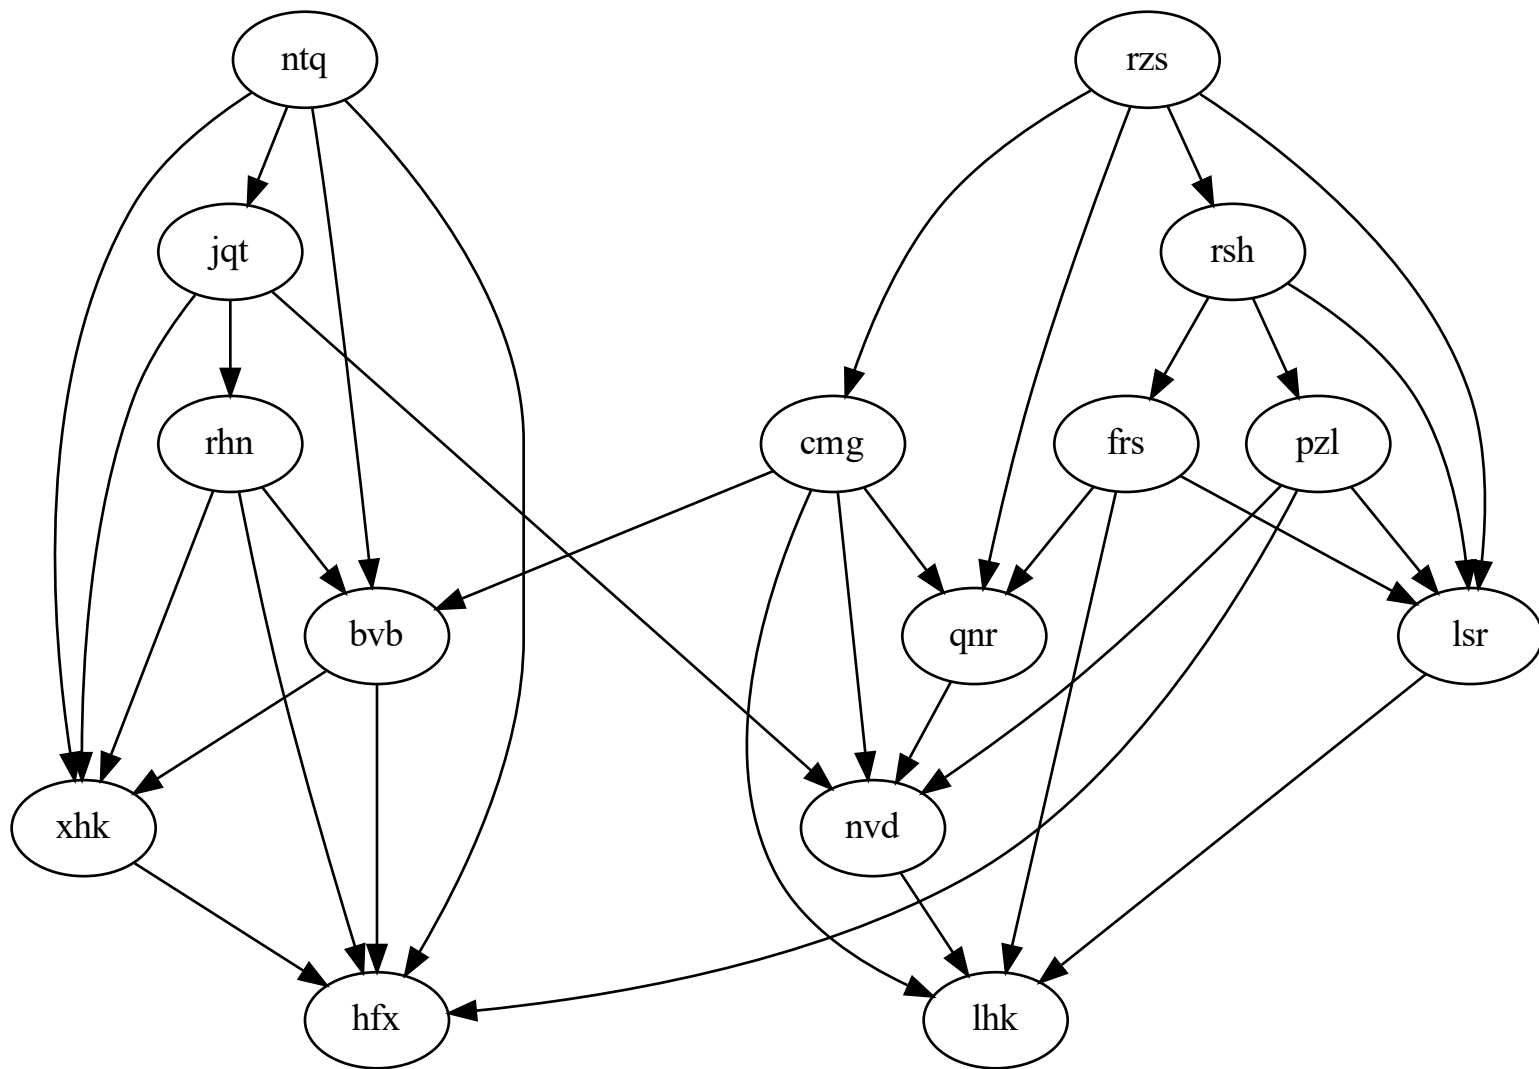 ntq
rzs
jqt
rsh
rhn
cmg
frs
pzl
bvb
qnr
lsr
xhk
nvd
hfx
lhk